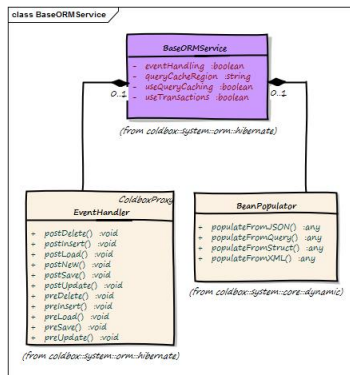 class BaseORMService
BaseORMService
- eventHandling :boolean
- queryCacheRegion :string
- useQueryCaching :boolean
- useTransactions :boolean
0..1
0..1
(from coldbox::system::orm::hibernate)
ColdboxProxy
EventHandler
+ postDelete() :void
+ postInsert() :void
+ postLoad() :void
+ postNew() :void
+ postSave() :void
+ postUpdate() :void
+ preDelete() :void
+ preInsert() :void
+ preLoad() :void
+ preSave() :void
+ preUpdate() :void
(from coldbox::system::orm::hibernate)
BeanPopulator
+ populateFromJSON() :any
+ populateFromQuery() :any
+ populateFromStruct() :any
+ populateFromXML() :any
(from coldbox::system::core::dynamic)